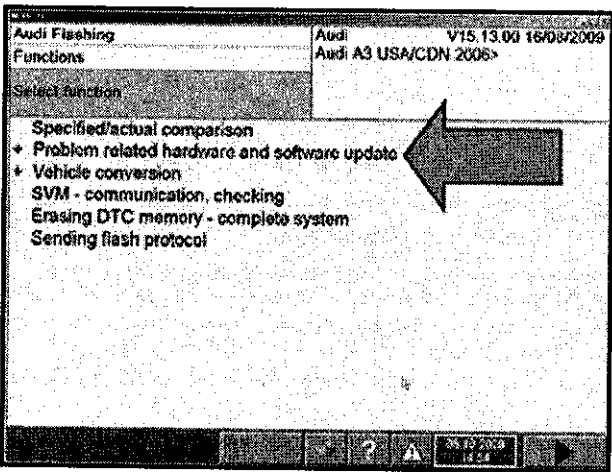 Audi Flashing
Functions
Select function
Audi V15.13.00 16/09/2009
Audi A3 USA/CDN 2006>
Specified/actual comparison
+ Problem related hardware and software update
+ Vehicle conversion
SVM - communication, checking
Erasing DTC memory - complete system
Sending flash protocol
?